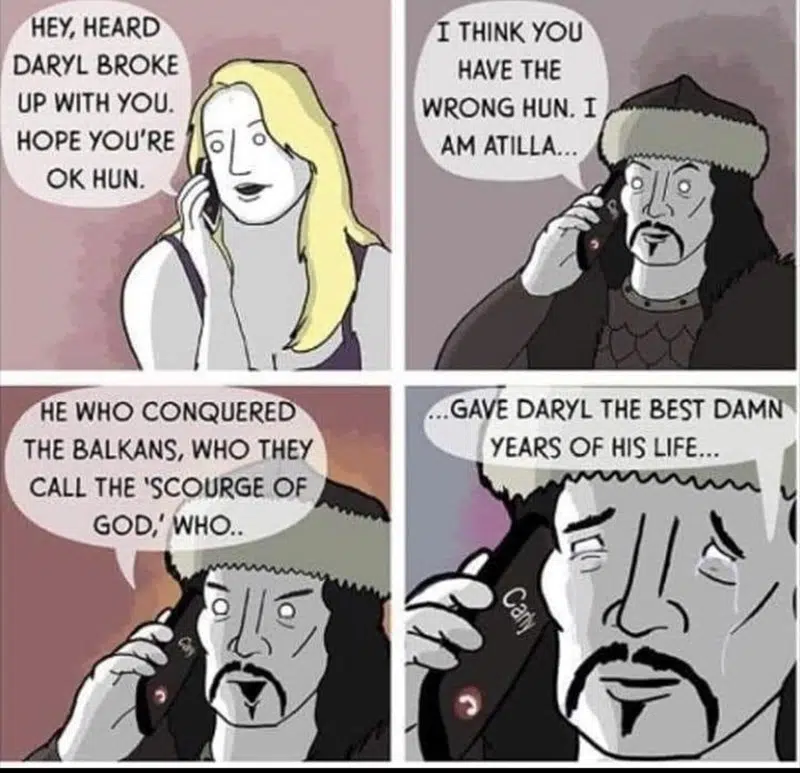 HEY, HEARD
DARYL BROKE
UP WITH YOU.
HOPE YOU'RE
OK HUN.
I THINK YOU
HAVE THE
WRONG HUN. I
AM ATILLA...
HE WHO CONQUERED
THE BALKANS, WHO THEY
CALL THE 'SCOURGE OF
GOD,' WHO..
...GAVE DARYL THE BEST DAMN
YEARS OF HIS LIFE...
Carly